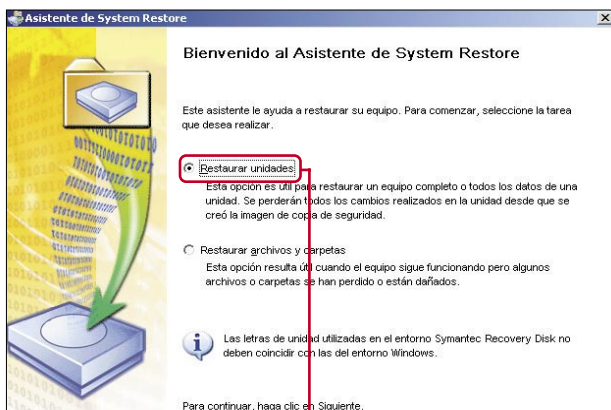 Asistente de System Restore
Bienvenido al Asistente de System Restore
Este asistente le ayuda a restaurar su equipo. Para comenzar, seleccione la tarea
que desea realizar.
Restaurar unidades
Esta opción es útil para restaurar un equipo completo o todos los datos de una
unidad. Se perderán todos los cambios realizados en la unidad desde que se
creó la imagen de copia de seguridad.
Restaurar archivos y carpetas
Esta opción resulta útil cuando el equipo sigue funcionando pero algunos
archivos o carpetas se han perdido o están dañados.
Las letras de unidad utilizadas en el entorno Symantec Recovery Disk no
deben coincidir con las del entorno Windows.
Para continuar, haga clic en Siguiente.